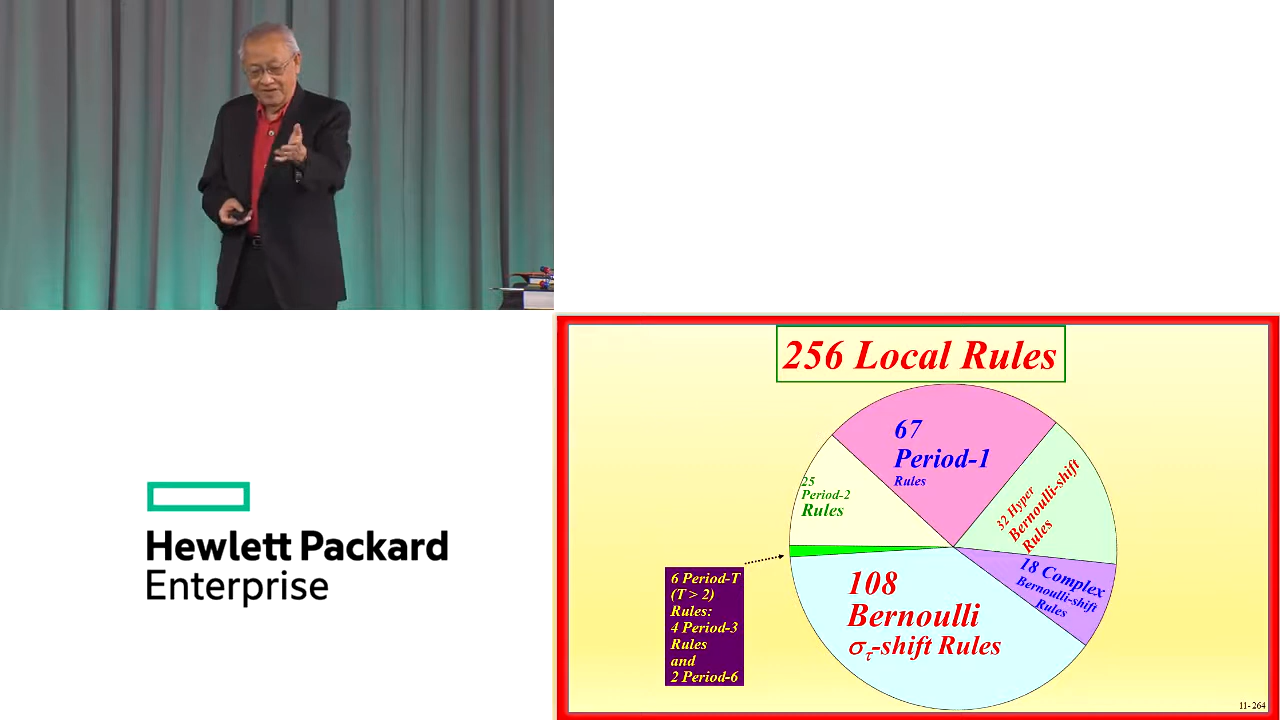 256 Local Rules
67
Period-1
Rules
25
Period-2
Rules
32 Hyper
Bernoulli-shift
Rules
18 Complex
Bernoulli-shift
Rules
108
Bernoulli
στ-shift Rules
6 Period-T
(T > 2)
Rules:
4 Period-3
Rules
and
2 Period-6
11-264
Hewlett Packard
Enterprise